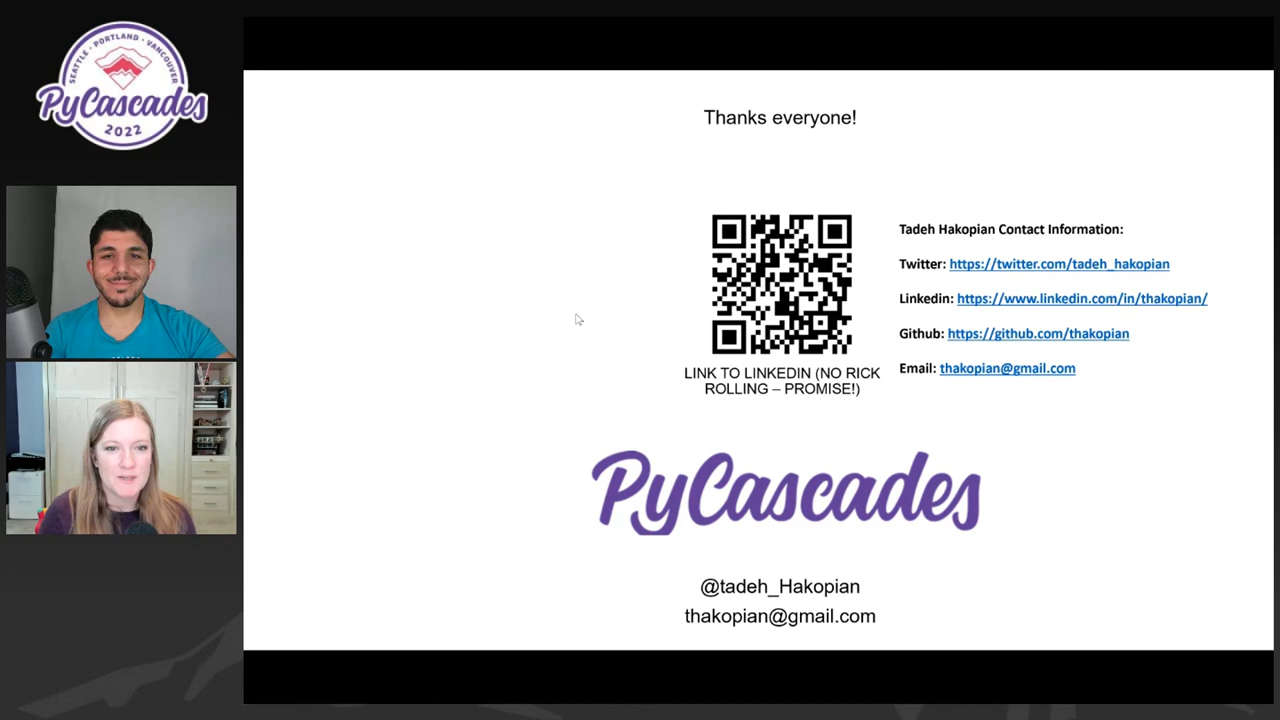 SEATTLE · PORTLAND · VANCOUVER
PyCascades
2022
Thanks everyone!
LINK TO LINKEDIN (NO RICK
ROLLING – PROMISE!)
Tadeh Hakopian Contact Information:
Twitter: https://twitter.com/tadeh_hakopian
Linkedin: https://www.linkedin.com/in/thakopian/
Github: https://github.com/thakopian
Email: thakopian@gmail.com
PyCascades
@tadeh_Hakopian
thakopian@gmail.com